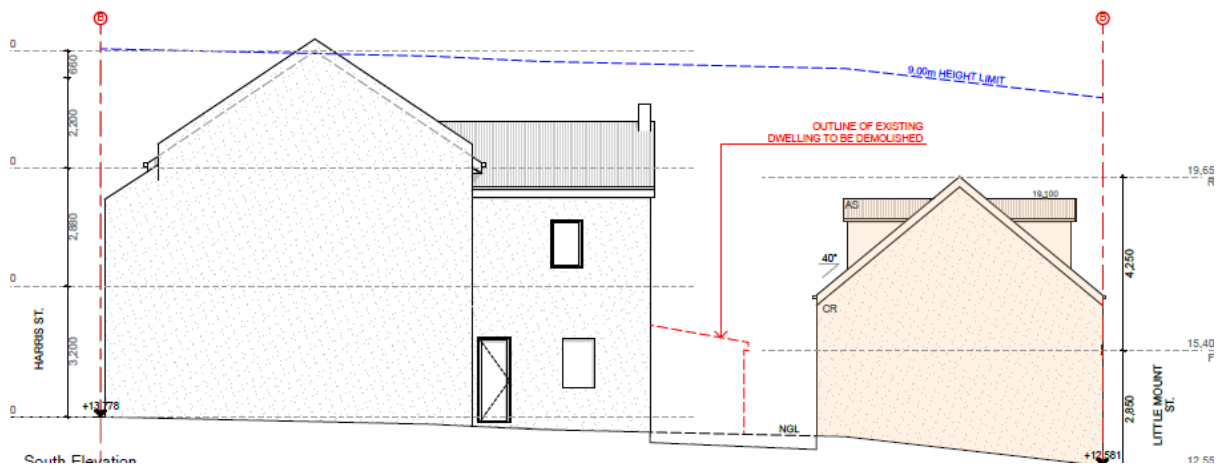 B
B
0
660
9,00m HEIGHT LIMIT
2,200
OUTLINE OF EXISTING
DWELLING TO BE DEMOLISHED
0
19,65
19,100
AS
2,880
40°
4,250
0
CR
HARRIS ST.
3,200
15,40
F
LITTLE MOUNT
ST.
2,850
0
+13,778
NGL
+12,581
South Elevation
12,55